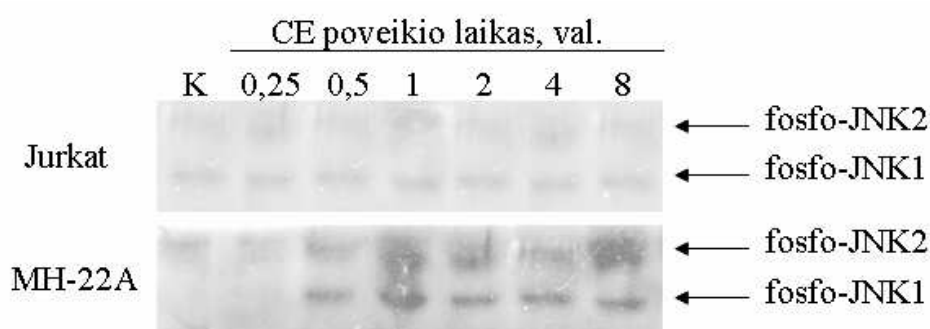 CE poveikio laikas, val.
K 0,25 0,5 1 2 4 8
fosfo-JNK2
Jurkat
fosfo-JNK1
fosfo-JNK2
MH-22A
fosfo-JNK1